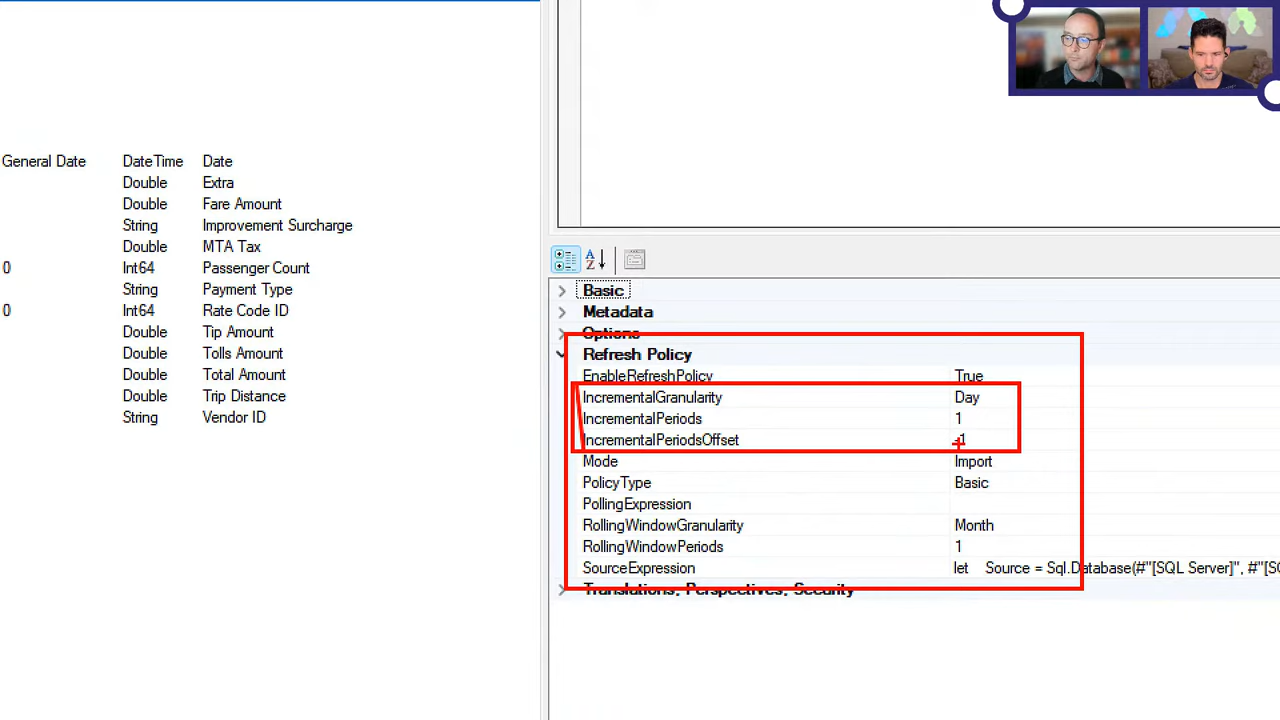 General Date DateTime Date
Double Extra
Double Fare Amount
String Improvement Surcharge
Double MTA Tax
0 Int64 Passenger Count
String Payment Type
0 Int64 Rate Code ID
Double Tip Amount
Double Tolls Amount
Double Total Amount
Double Trip Distance
String Vendor ID
A
Z
Basic
Metadata
Options
Refresh Policy
EnableRefreshPolicy True
IncrementalGranularity Day
IncrementalPeriods 1
IncrementalPeriodsOffset -1
Mode Import
PolicyType Basic
PollingExpression
RollingWindowGranularity Month
RollingWindowPeriods 1
SourceExpression let Source = Sql.Database(#"[SQL Server]", #"[SQ
Translations, Perspectives, Security